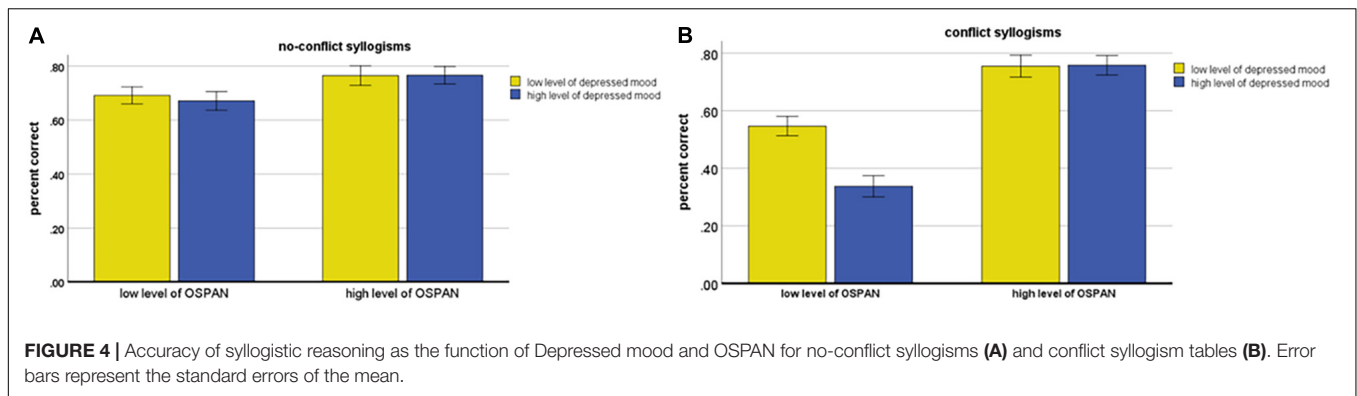 A
no-conflict syllogisms
percent correct
.80
.60
.40
.20
.00
low level of OSPAN
high level of OSPAN
low level of depressed mood
high level of depressed mood
B
conflict syllogisms
percent correct
.80
.60
.40
.20
.00
low level of OSPAN
high level of OSPAN
low level of depressed mood
high level of depressed mood
FIGURE 4 | Accuracy of syllogistic reasoning as the function of Depressed mood and OSPAN for no-conflict syllogisms (A) and conflict syllogism tables (B). Error
bars represent the standard errors of the mean.